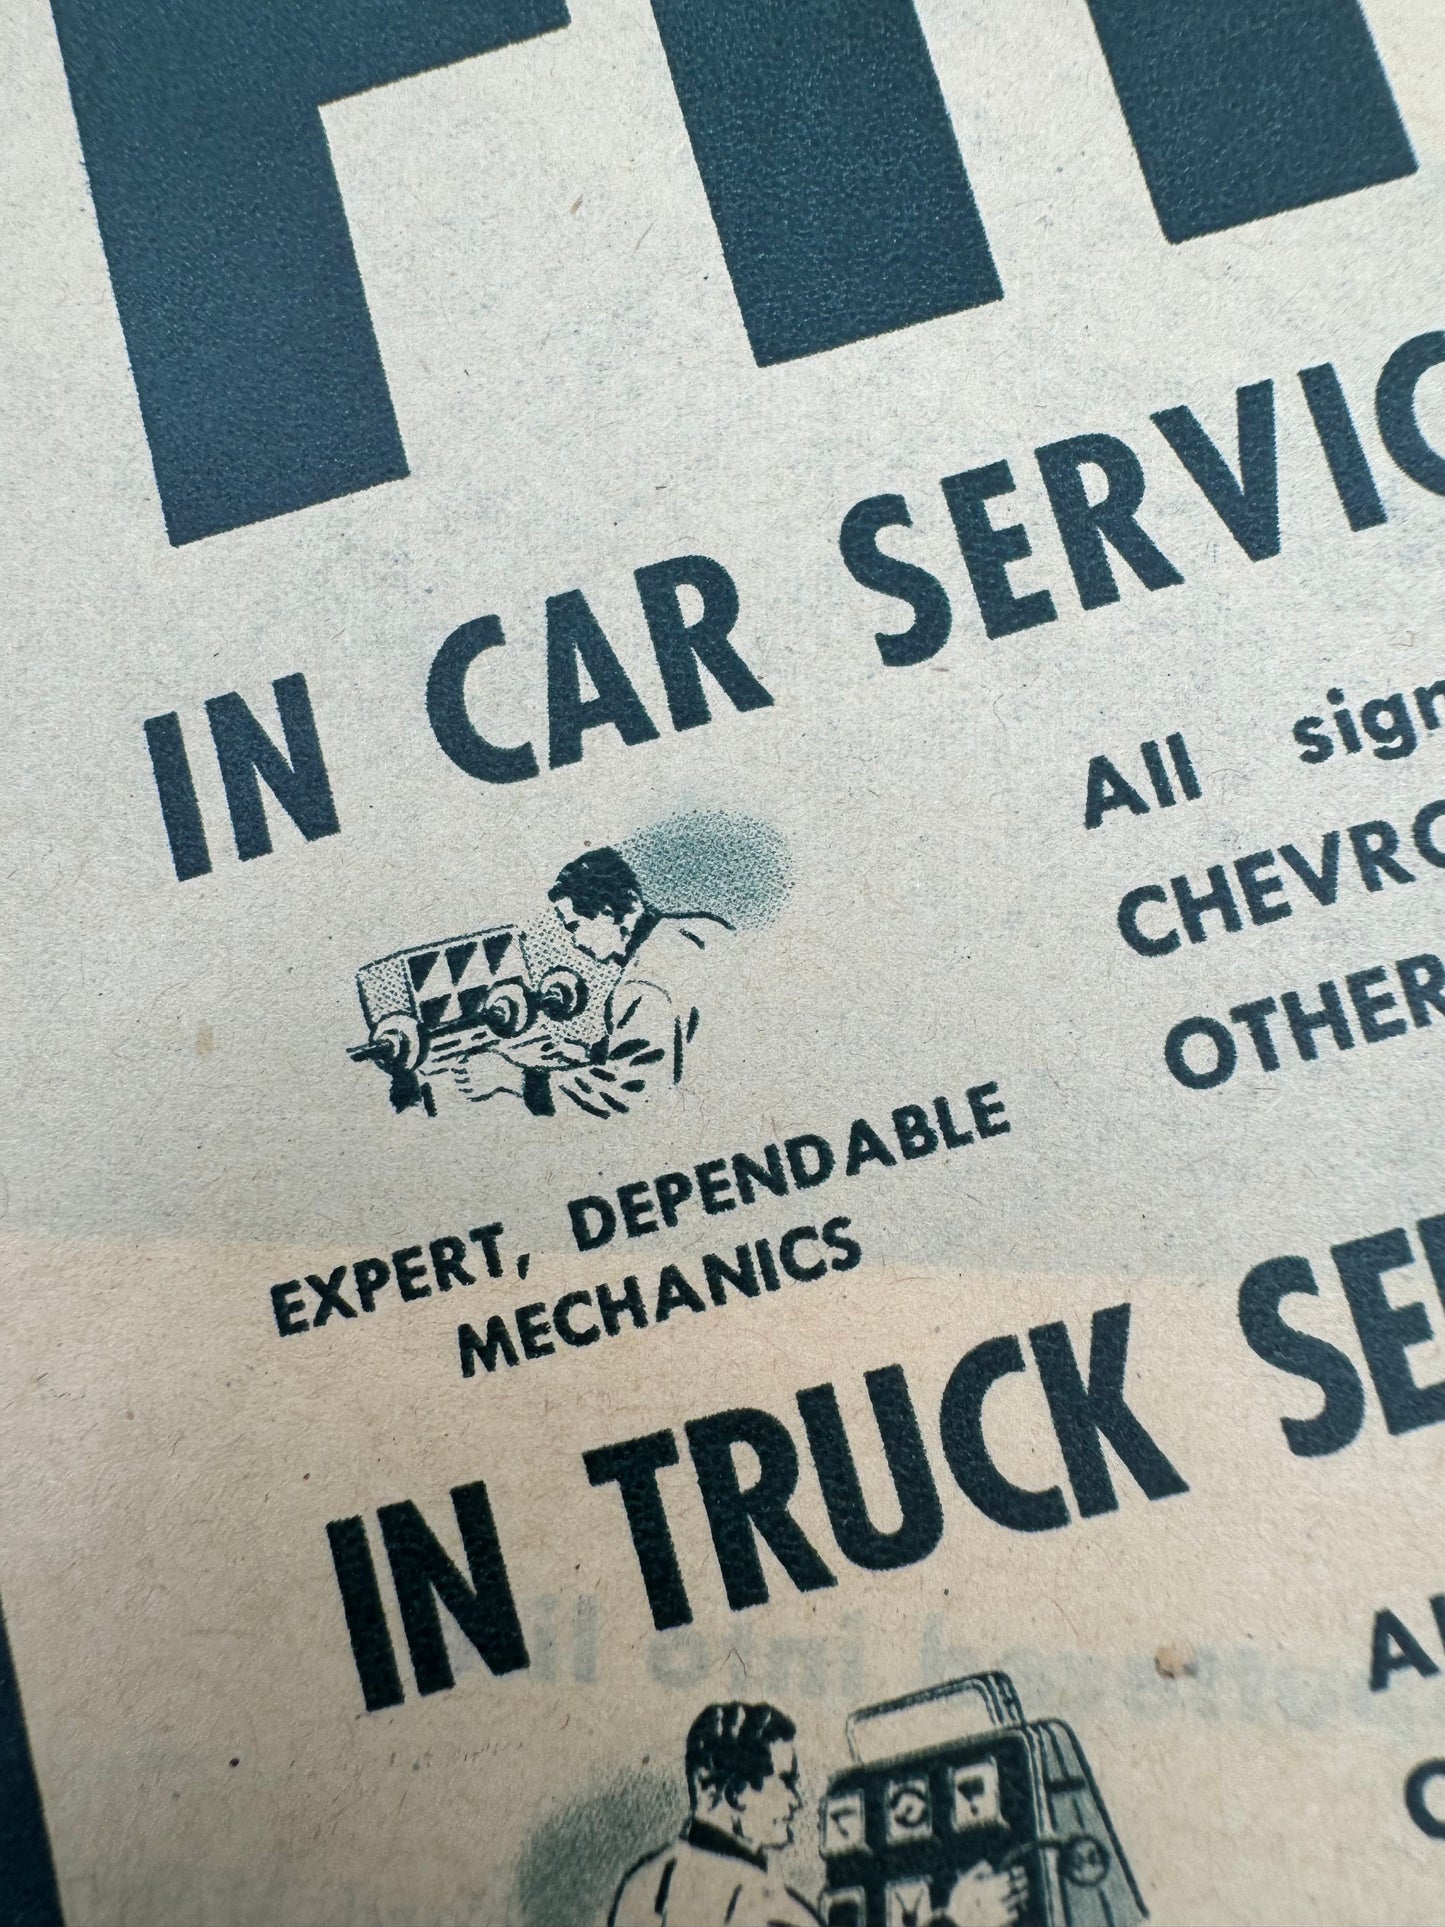 IN CAR SERVIC
All sign
CHEVRO
OTHER
EXPERT, DEPENDABLE
MECHANICS
IN TRUCK SE